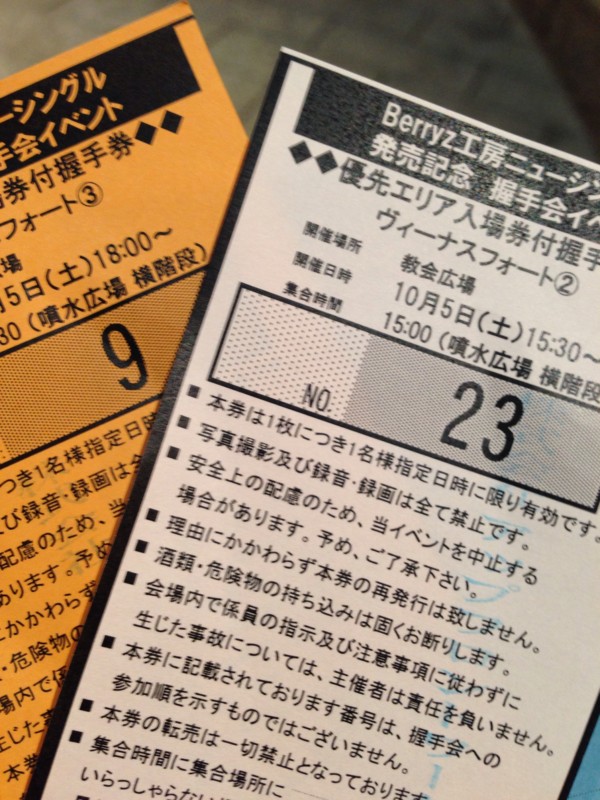 ーシングル
手会イベント
券付握手券◆◆
フォート③
場
5日(土)18:00～
30 (噴水広場 横階段)
9
つき1名様指定日時
び録音・録画は全
配慮のため、当
あります。予め
にかかわらず
・危険物の
場内で係
生じた事
本券
Berryz工房ニューシン
発売記念 握手会イベ
◆◆優先エリア入場券付握手
ヴィーナスフォート②
開催場所 教会広場
開催日時 10月5日(土)15:30～
集合時間 15:00 (噴水広場 横階段
NO. 23
■ 本券は1枚につき1名様指定日時に限り有効です。
■ 写真撮影及び録音・録画は全て禁止です。
■ 安全上の配慮のため、当イベントを中止する
場合があります。予め、ご了承下さい。
■ 理由にかかわらず本券の再発行は致しません。
■ 酒類・危険物の持ち込みは固くお断りします。
■ 会場内で係員の指示及び注意事項に従わずに
生じた事故については、主催者は責任を負いません。
■ 本券に記載されております番号は、握手会への
参加順を示すものではございません。
■ 本券の転売は一切禁止となっております
■ 集合時間に集合場所に
いらっしゃらない